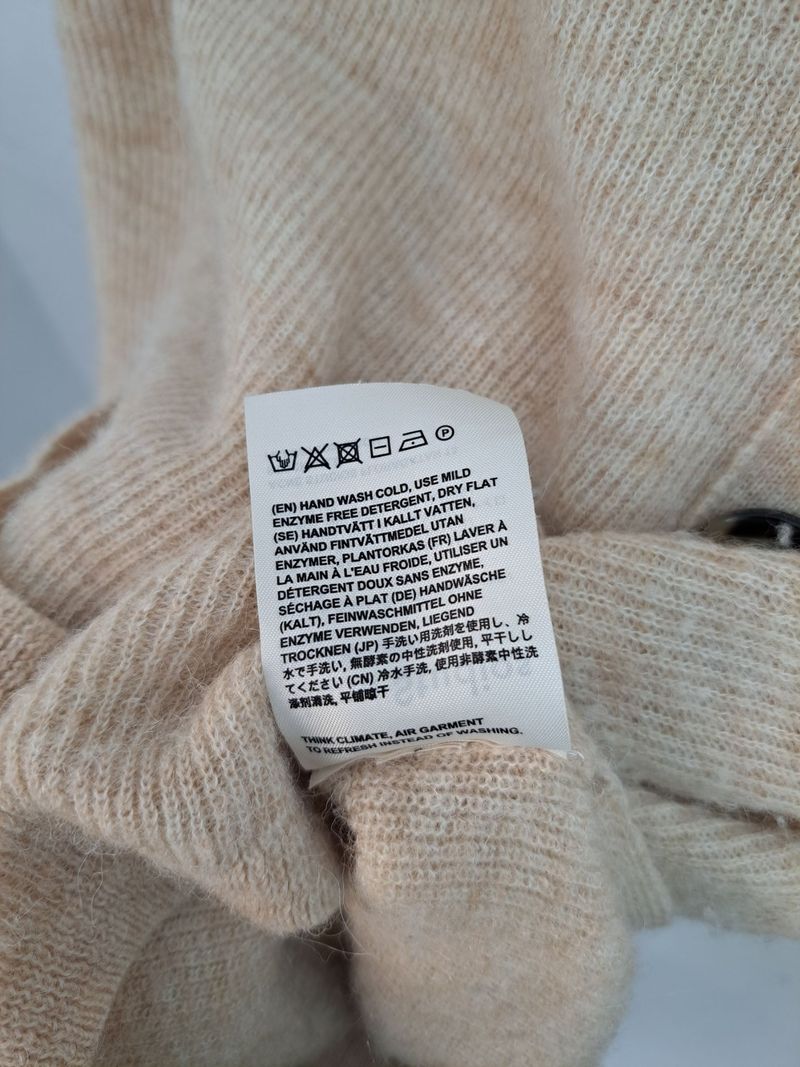 P
(EN) HAND WASH COLD, USE MILD
ENZYME FREE DETERGENT, DRY FLAT
(SE) HANDTVÄTT I KALLT VATTEN,
ANVÄND FINTVÄTTMEDEL UTAN
ENZYMER, PLANTORKAS (FR) LAVER À
LA MAIN À L'EAU FROIDE, UTILISER UN
DÉTERGENT DOUX SANS ENZYME,
SÉCHAGE À PLAT (DE) HANDWÄSCHE
(KALT), FEINWASCHMITTEL OHNE
ENZYME VERWENDEN, LIEGEND
TROCKNEN (JP) 手洗い用洗剤を使用し、冷
水で手洗い, 無酵素の中性洗剤使用, 平干しし
てください (CN) 冷水手洗, 使用非酵素中性洗
涤剂清洗, 平铺晾干
THINK CLIMATE, AIR GARMENT
TO REFRESH INSTEAD OF WASHING.